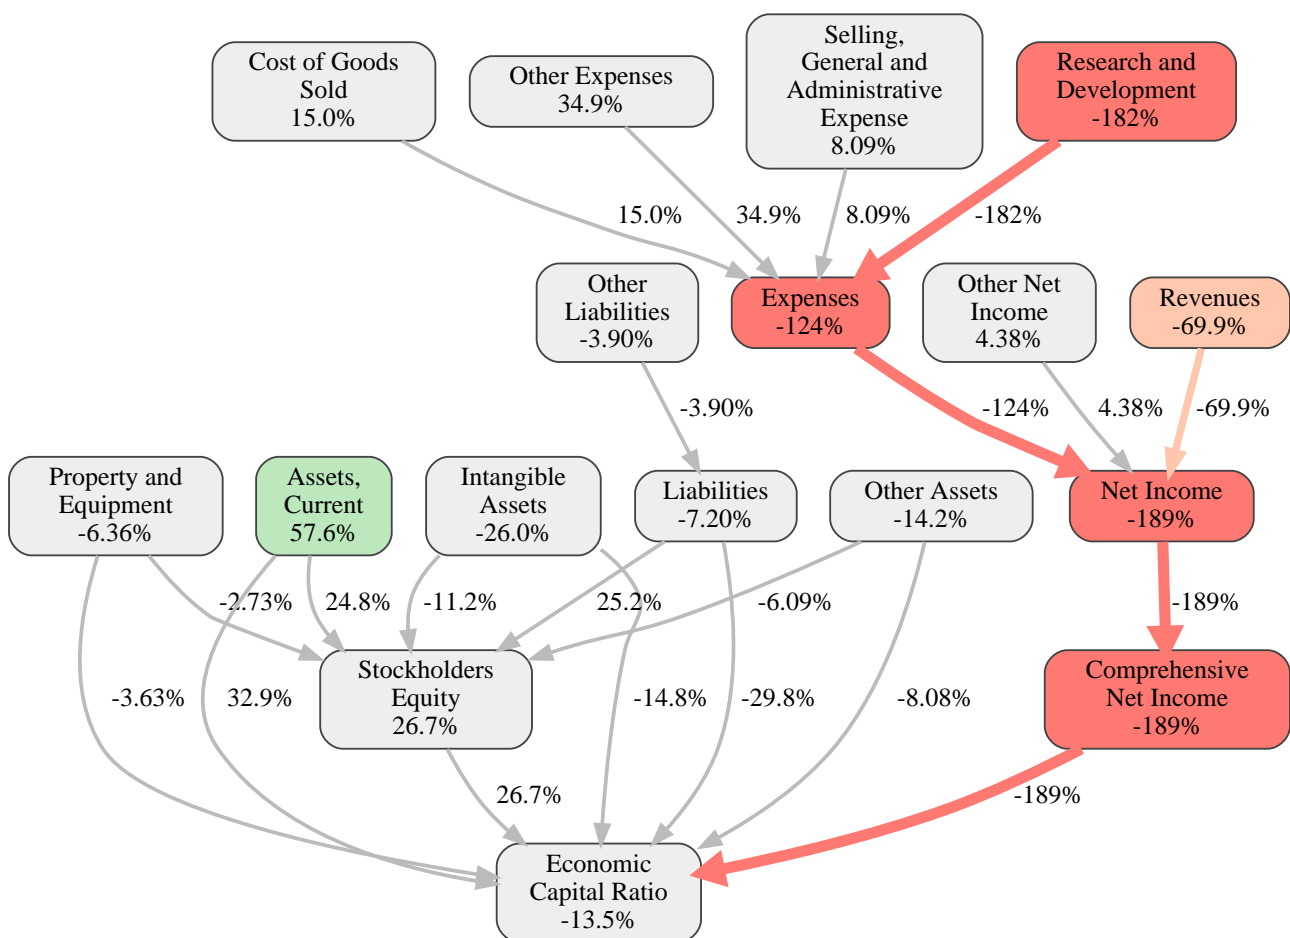 Cost of Goods
Sold
15.0%
Other Expenses
34.9%
Selling,
General and
Administrative
Expense
8.09%
Research and
Development
-182%
15.0%
34.9%
8.09%
-182%
Other
Liabilities
-3.90%
Expenses
-124%
Other Net
Income
4.38%
Revenues
-69.9%
-3.90%
-124%
4.38%
-69.9%
Property and
Equipment
-6.36%
Assets,
Current
57.6%
Intangible
Assets
-26.0%
Liabilities
-7.20%
Other Assets
-14.2%
Net Income
-189%
-2.73%
24.8%
-11.2%
25.2%
-6.09%
-189%
Stockholders
Equity
26.7%
Comprehensive
Net Income
-189%
-3.63%
32.9%
-14.8%
-29.8%
-8.08%
26.7%
-189%
Economic
Capital Ratio
-13.5%